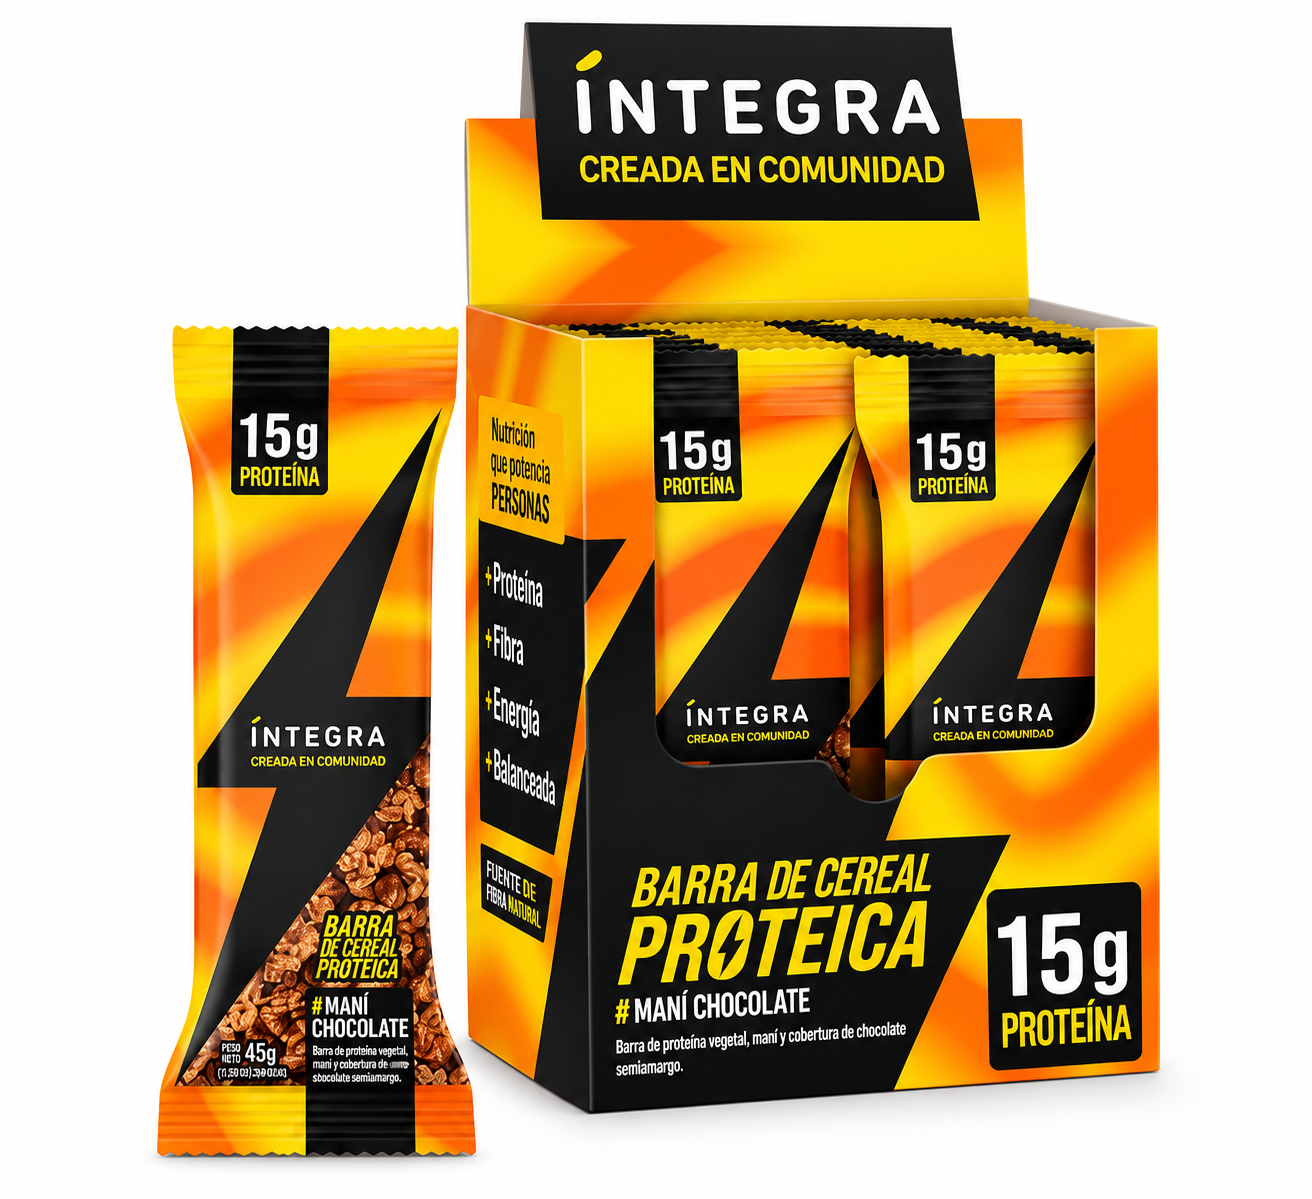 ÍNTEGRA
CREADA EN COMUNIDAD
15g
PROTEÍNA
ÍNTEGRA
CREADA EN COMUNIDAD
BARRA
DE CEREAL
PROTEICA
#MANÍ
CHOCOLATE
Barra de proteína vegetal,
maní y cobertura de
chocolate semiamargo.
PESO
NETO 45g
Nutrición
que potencia
PERSONAS
+Proteína
+Fibra
+Energía
+Balanceada
FUENTE DE
FIBRA NATURAL
15g
PROTEÍNA
ÍNTEGRA
CREADA EN COMUNIDAD
15g
PROTEÍNA
ÍNTEGRA
CREADA EN COMUNIDAD
BARRA DE CEREAL
PROTEICA
#MANÍ CHOCOLATE
Barra de proteína vegetal, maní y cobertura de chocolate
semiamargo.
15g
PROTEÍNA